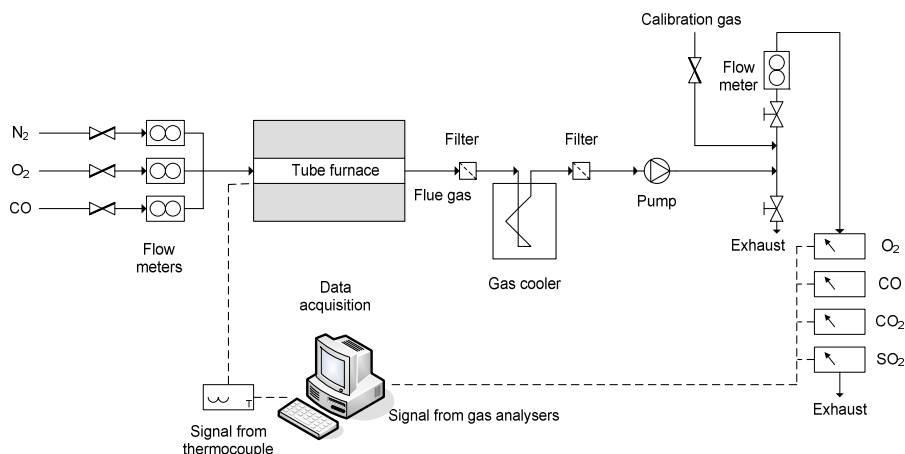 Calibration gas
Flow
meter
N₂
O₂
CO
Flow
meters
Tube furnace
Flue gas
Filter
Gas cooler
Filter
Pump
Exhaust
O₂
CO
CO₂
SO₂
Exhaust
Data
acquisition
T
Signal from
thermocouple
Signal from gas analysers